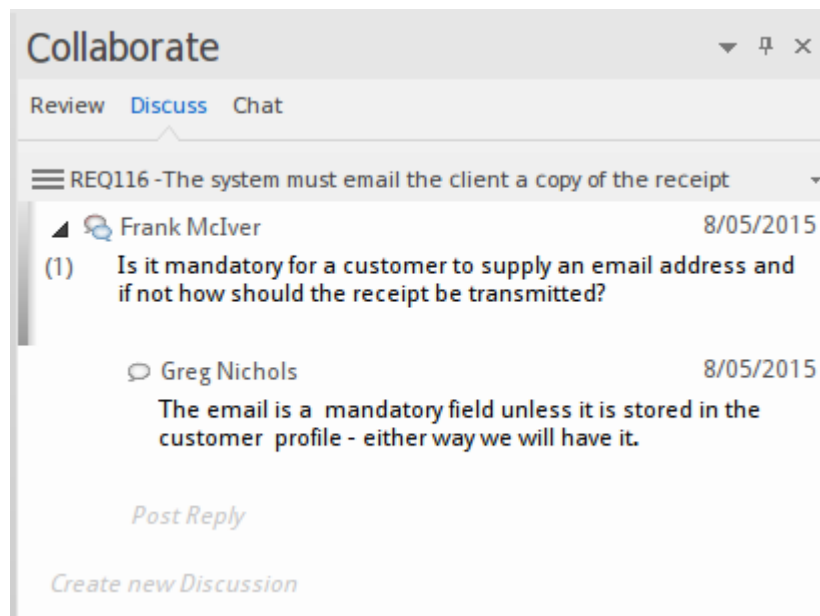 Collaborate
Review Discuss Chat
REQ116 -The system must email the client a copy of the receipt
Frank McIver 8/05/2015
(1) Is it mandatory for a customer to supply an email address and
if not how should the receipt be transmitted?
Greg Nichols 8/05/2015
The email is a mandatory field unless it is stored in the
customer profile - either way we will have it.
Post Reply
Create new Discussion